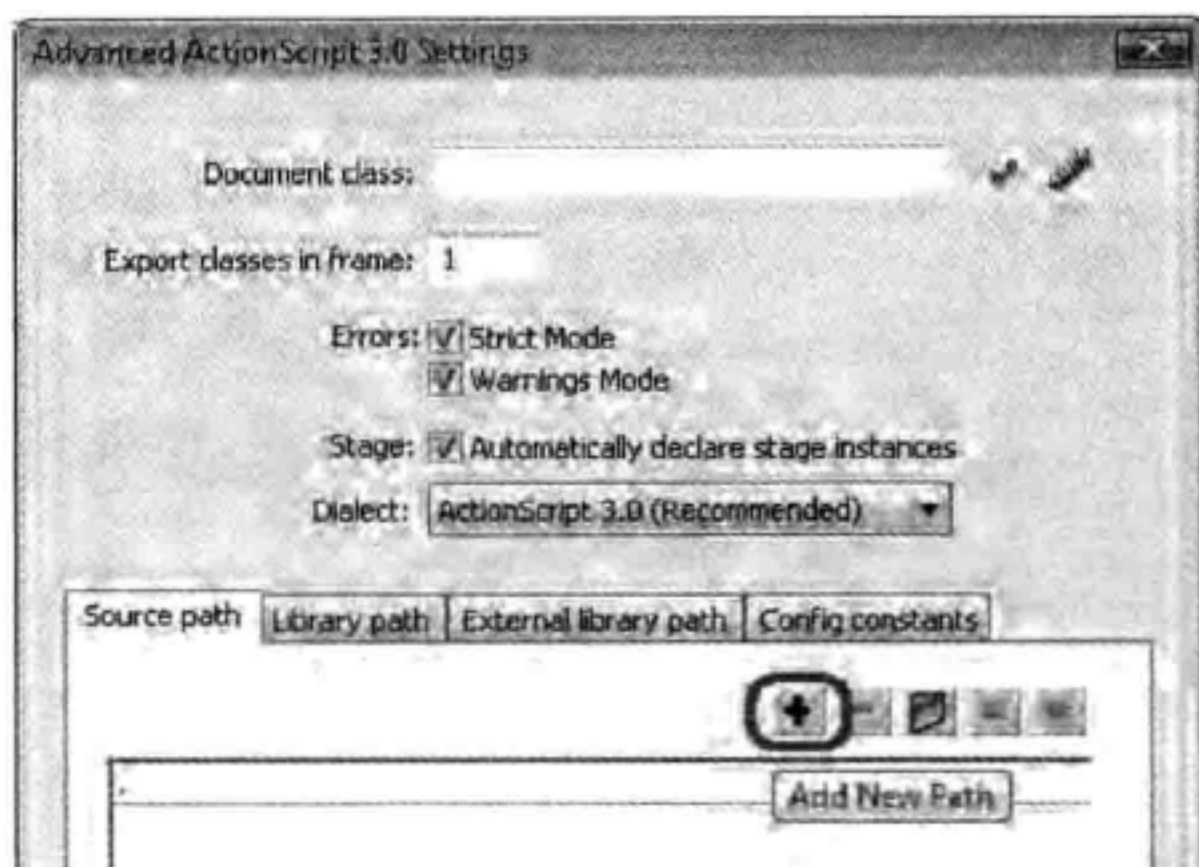 Advanced ActionScript 3.0 Settings
Document class:
Export classes in frame: 1
Errors: Strict Mode
Warnings Mode
Stage: Automatically declare stage instances
Dialect: ActionScript 3.0 (Recommended)
Source path Library path External library path Config constants
.
Add New Path